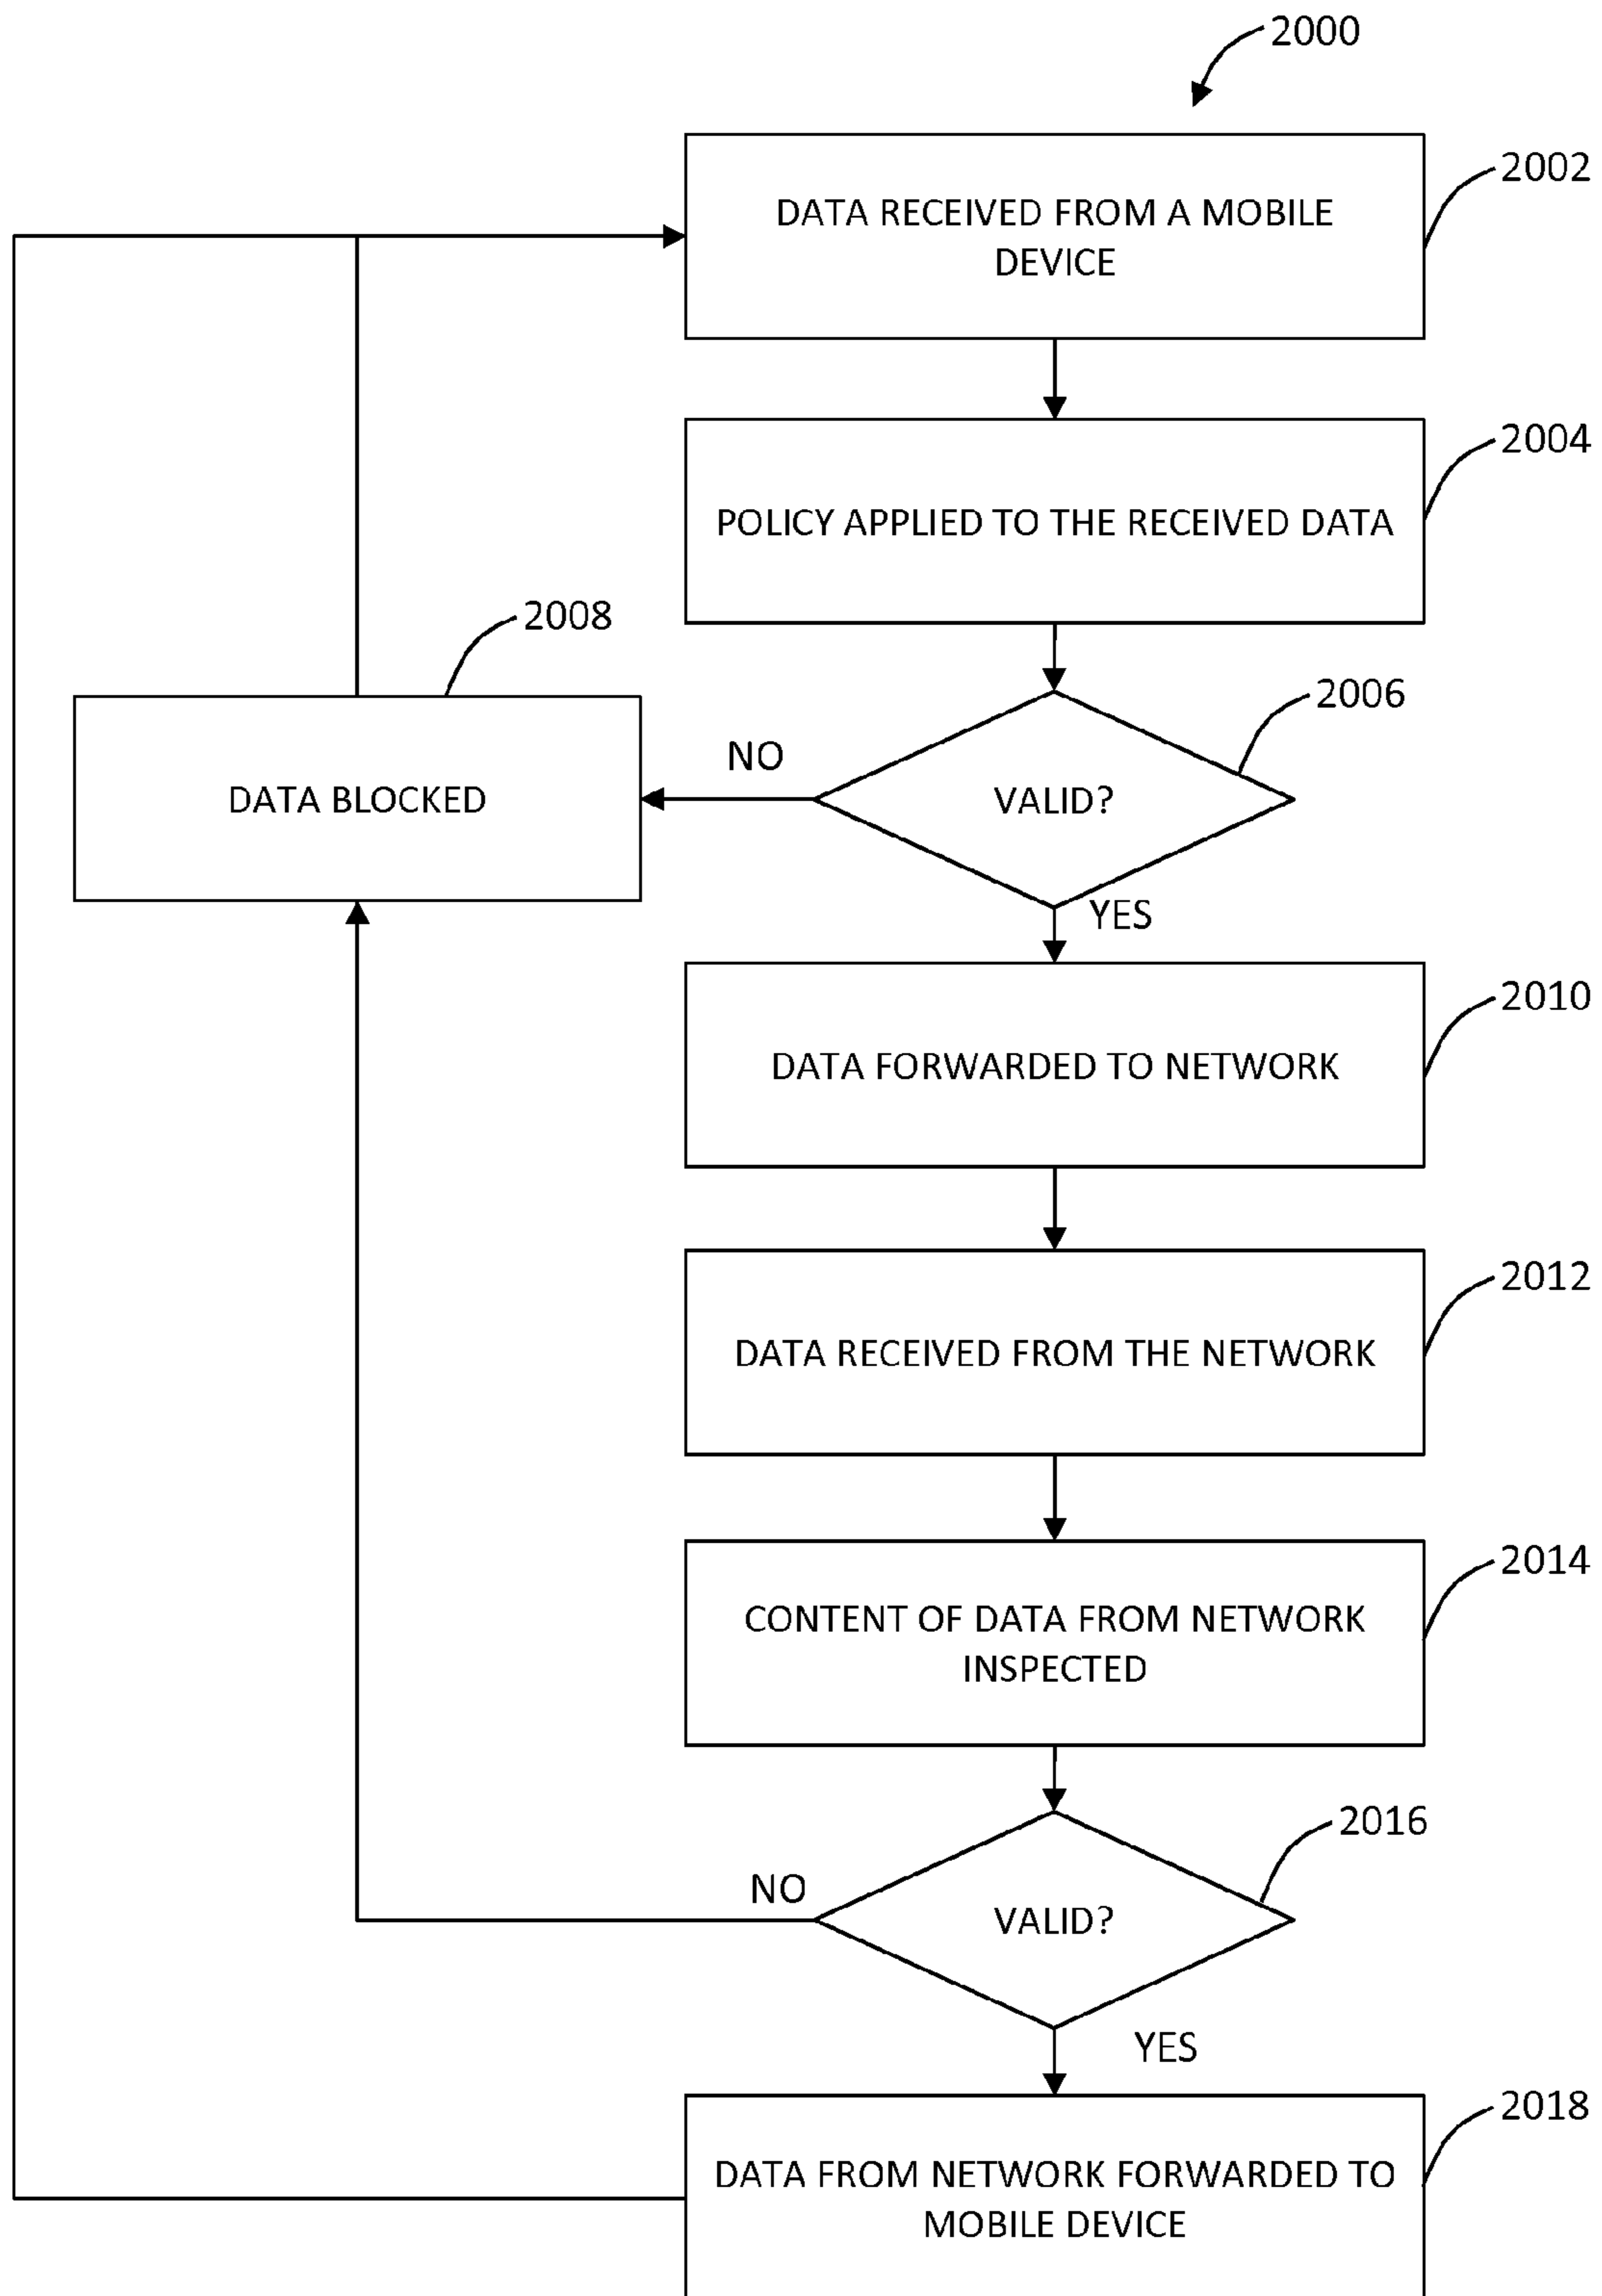 2000
2002
DATA RECEIVED FROM A MOBILE
DEVICE
2004
POLICY APPLIED TO THE RECEIVED DATA
2008
2006
NO
DATA BLOCKED
VALID?
YES
2010
DATA FORWARDED TO NETWORK
2012
DATA RECEIVED FROM THE NETWORK
2014
CONTENT OF DATA FROM NETWORK
INSPECTED
2016
NO
VALID?
YES
2018
DATA FROM NETWORK FORWARDED TO
MOBILE DEVICE